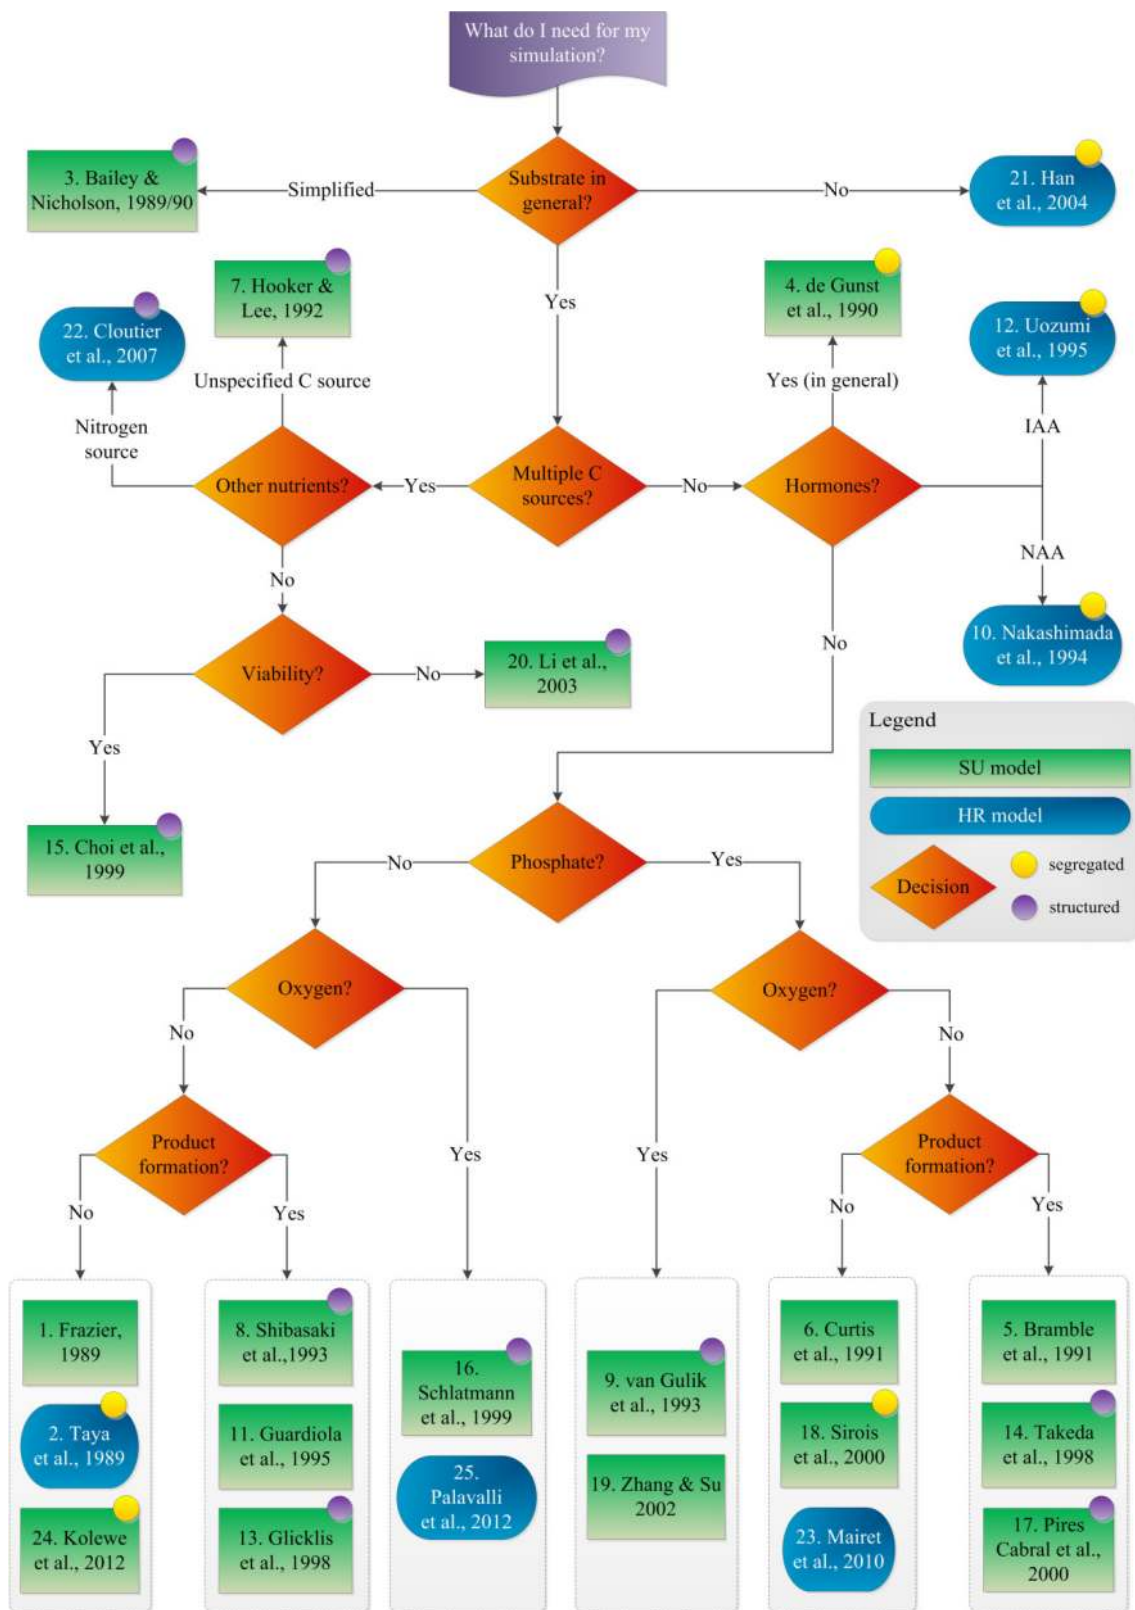 What do I need for my
simulation?
3. Bailey &
Nicholson, 1989/90
Simplified
Substrate in
general?
No
21. Han
et al., 2004
7. Hooker &
Lee, 1992
Yes
4. de Gunst
et al., 1990
22. Cloutier
et al., 2007
12. Uozumi
et al., 1995
Unspecified C source
Yes (in general)
Nitrogen
source
IAA
Other nutrients?
Yes
Multiple C
sources?
No
Hormones?
NAA
No
No
10. Nakashimada
et al., 1994
Viability?
No
20. Li et al.,
2003
Yes
Legend
SU model
HR model
Decision
segregated
structured
15. Choi et al.,
1999
No
Phosphate?
Yes
Oxygen?
Oxygen?
No
No
Product
formation?
Yes
Yes
Product
formation?
No
Yes
No
Yes
1. Frazier,
1989
2. Taya
et al., 1989
24. Kolewe
et al., 2012
8. Shibasaki
et al.,1993
11. Guardiola
et al., 1995
13. Glicklis
et al., 1998
16.
Schlatmann
et al., 1999
25.
Palavalli
et al., 2012
9. van Gulik
et al., 1993
19. Zhang & Su
2002
6. Curtis
et al., 1991
18. Sirois
et al., 2000
23. Mairet
et al., 2010
5. Bramble
et al., 1991
14. Takeda
et al., 1998
17. Pires
Cabral et al.,
2000